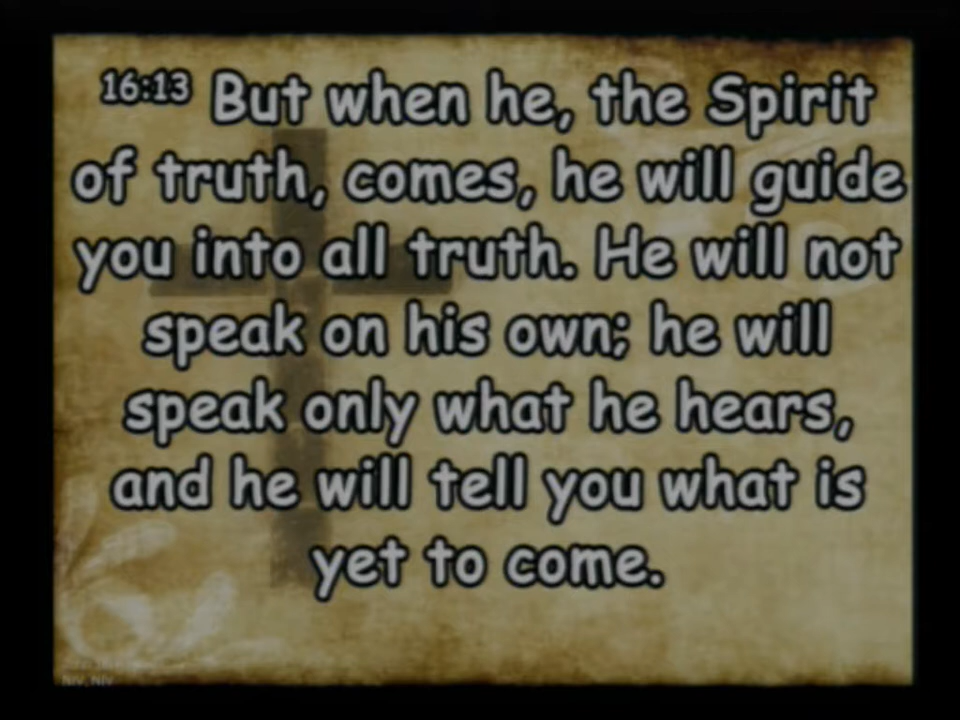 16:13 But when he, the Spirit
of truth, comes, he will guide
you into all truth. He will not
speak on his own; he will
speak only what he hears,
and he will tell you what is
yet to come.
NIV, NIV